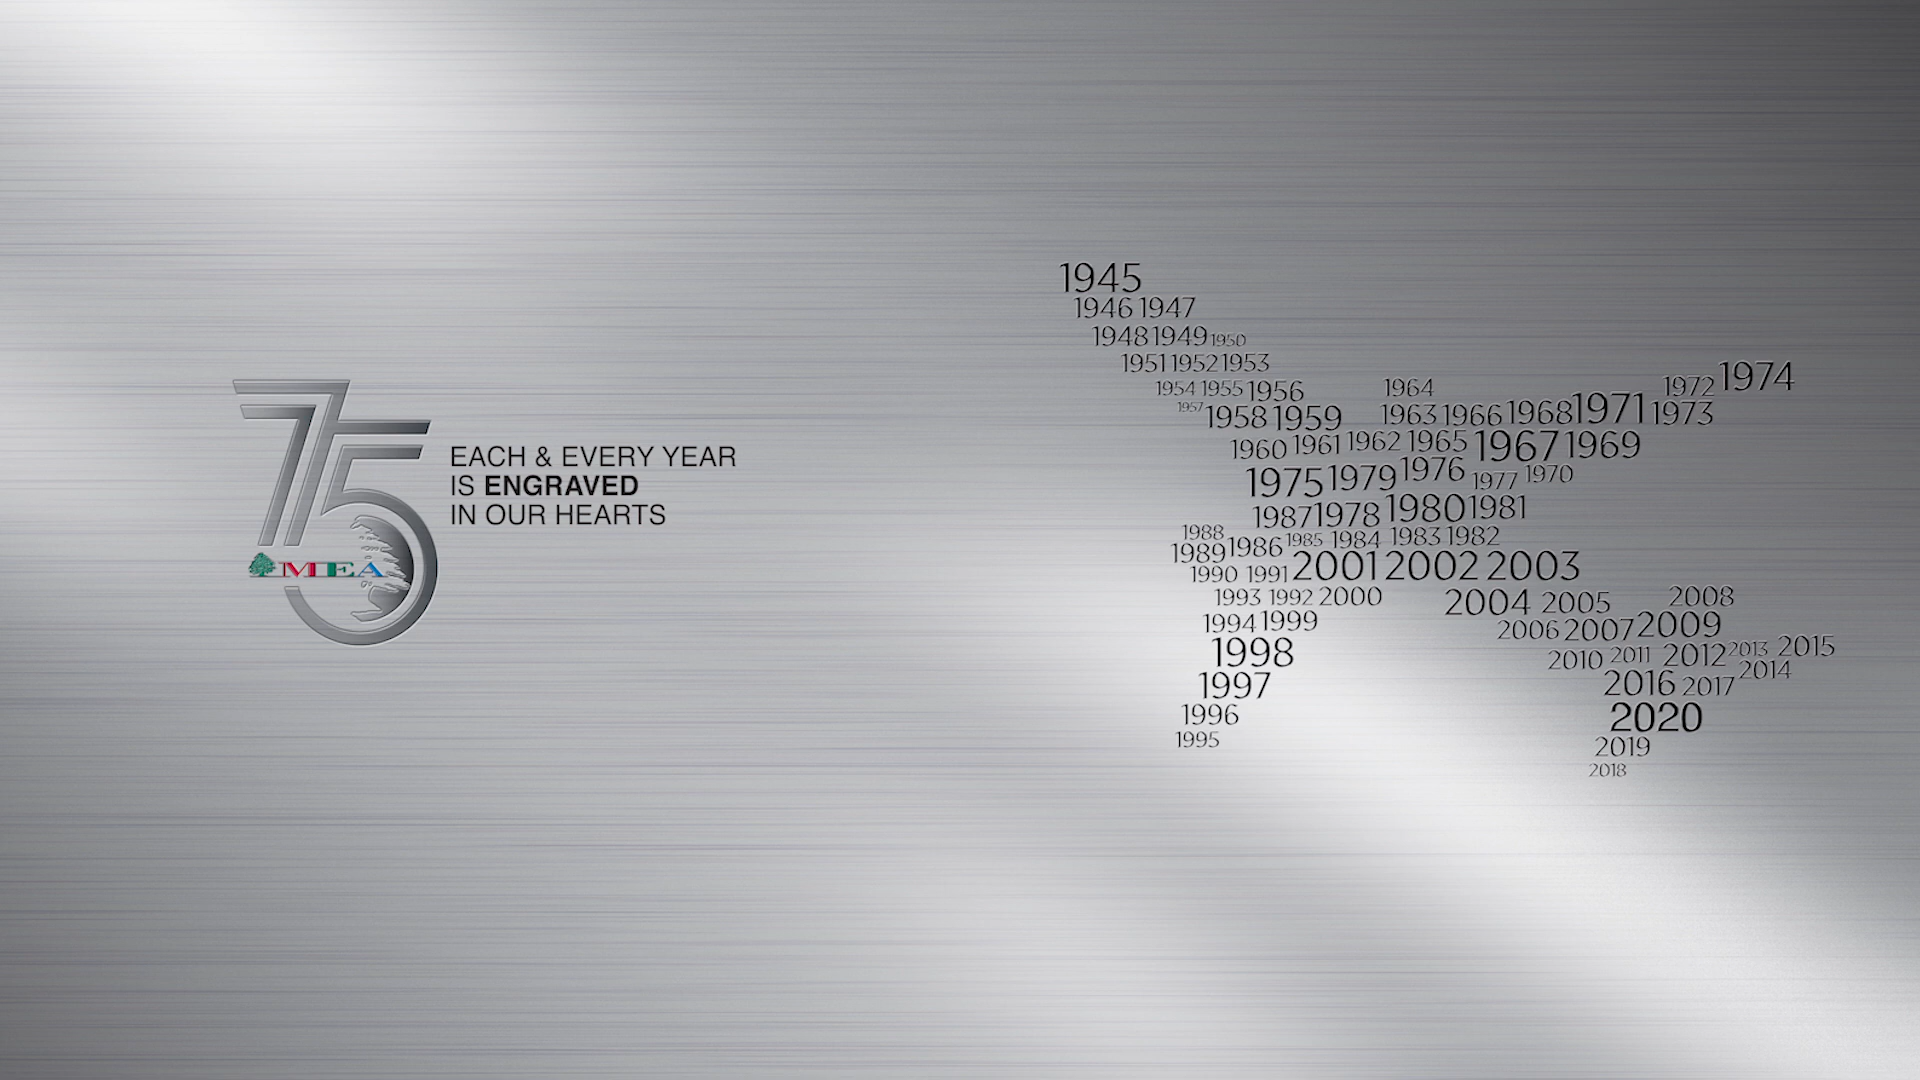 75
MEA
EACH & EVERY YEAR
IS ENGRAVED
IN OUR HEARTS
1945
1946 1947
1948 1949 1950
1951 1952 1953
1954 1955 1956 1964 1972 1974
1957 1958 1959 1963 1966 1968 1971 1973
1960 1961 1962 1965 1967 1969
1975 1979 1976 1977 1970
1987 1978 1980 1981
1988
1989 1986 1985 1984 1983 1982
1990 1991 2001 2002 2003
1993 1992 2000 2004 2005 2008
1994 1999 2006 2007 2009
1998 2010 2011 2012 2013 2015
2014
1997 2016 2017
1996 2020
1995 2019
2018